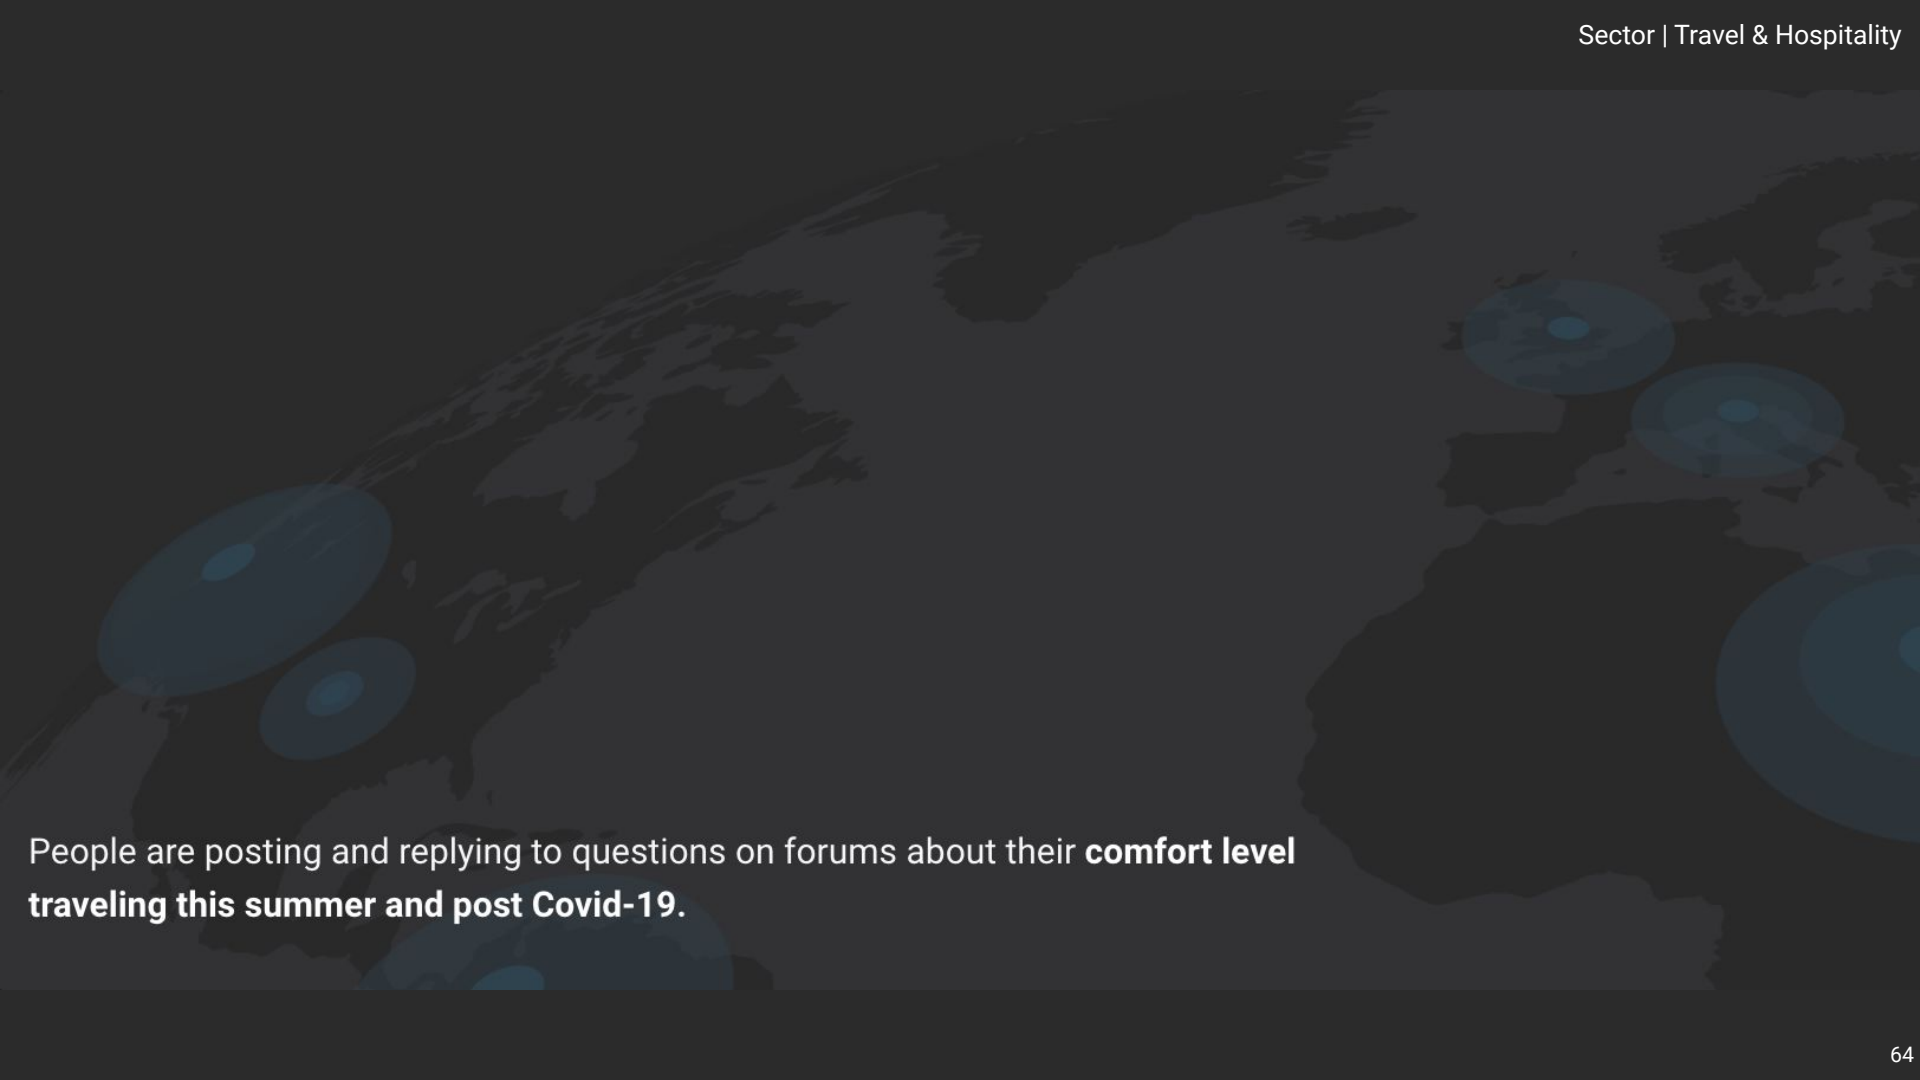 Sector | Travel & Hospitality
People are posting and replying to questions on forums about their comfort level
traveling this summer and post Covid-19.
64